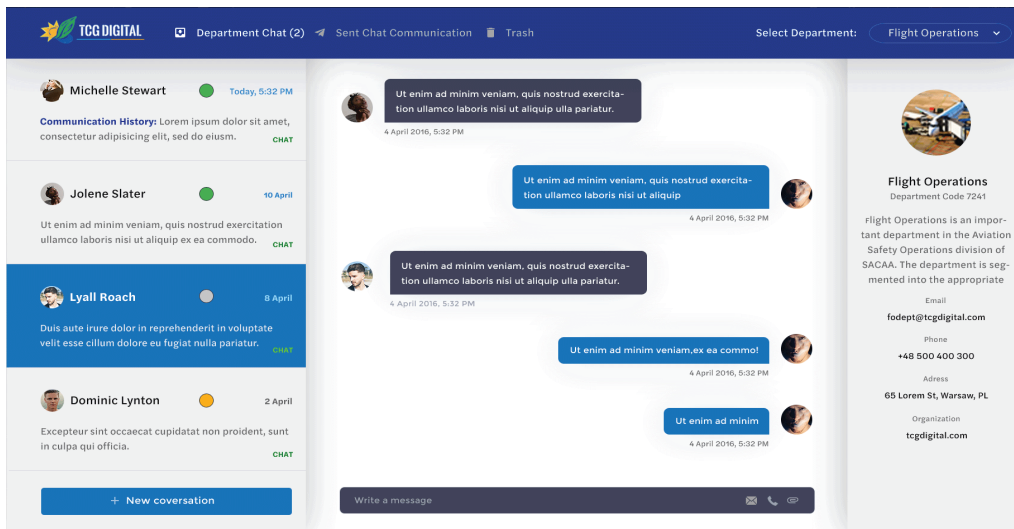 TCG DIGITAL
Department Chat (2)
Sent Chat Communication
Trash
Select Department:
Flight Operations
Michelle Stewart
Today, 5:32 PM
Communication History: Lorem ipsum dolor sit amet,
consectetur adipisicing elit, sed do eiusm.
CHAT
Jolene Slater
10 April
Ut enim ad minim veniam, quis nostrud exercitation
ullamco laboris nisi ut aliquip ex ea commodo.
CHAT
Lyall Roach
8 April
Duis aute irure dolor in reprehenderit in voluptate
velit esse cillum dolore eu fugiat nulla pariatur.
CHAT
Dominic Lynton
2 April
Excepteur sint occaecat cupidatat non proident, sunt
in culpa qui officia.
CHAT
+ New coversation
Ut enim ad minim veniam, quis nostrud exercita-
tion ullamco laboris nisi ut aliquip ulla pariatur.
4 April 2016, 5:32 PM
Ut enim ad minim veniam, quis nostrud exercita-
tion ullamco laboris nisi ut aliquip
4 April 2016, 5:32 PM
Ut enim ad minim veniam, quis nostrud exercita-
tion ullamco laboris nisi ut aliquip ulla pariatur.
4 April 2016, 5:32 PM
Ut enim ad minim veniam,ex ea commo!
4 April 2016, 5:32 PM
Ut enim ad minim
4 April 2016, 5:32 PM
Write a message
Flight Operations
Department Code 7241
Flight Operations is an impor-
tant department in the Aviation
Safety Operations division of
SACAA. The department is seg-
mented into the appropriate
Email
fodept@tcgdigital.com
Phone
+48 500 400 300
Adress
65 Lorem St, Warsaw, PL
Organization
tcgdigital.com